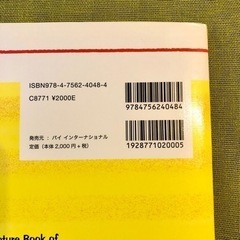 ISBN978-4-7562-4048-4
C8771 ¥2000E
発売元 : パイ インターナショナル
定価（本体 2,000円＋税）
9784756240484
1928771020005
ture Book of